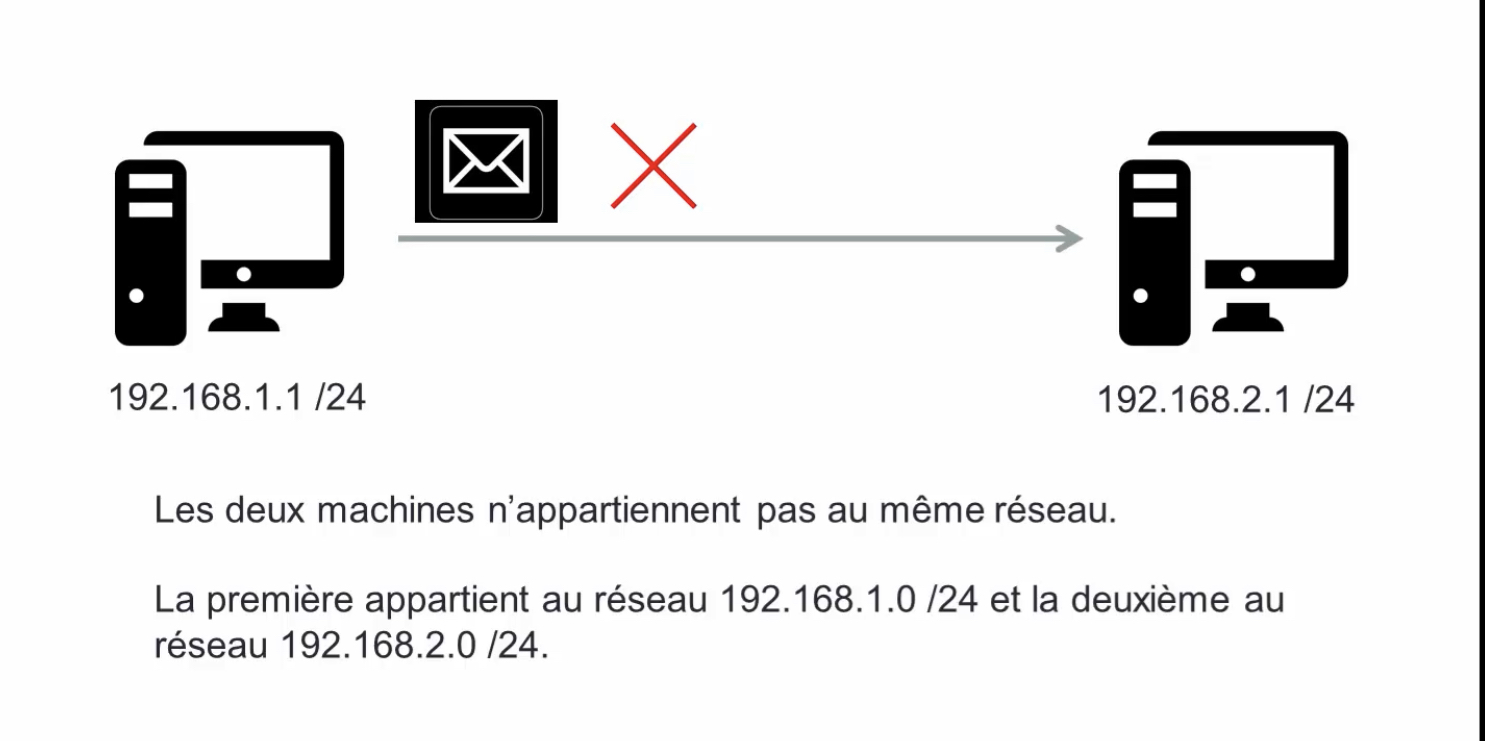 192.168.1.1 /24
192.168.2.1 /24
Les deux machines n’appartiennent pas au même réseau.
La première appartient au réseau 192.168.1.0 /24 et la deuxième au
réseau 192.168.2.0 /24.